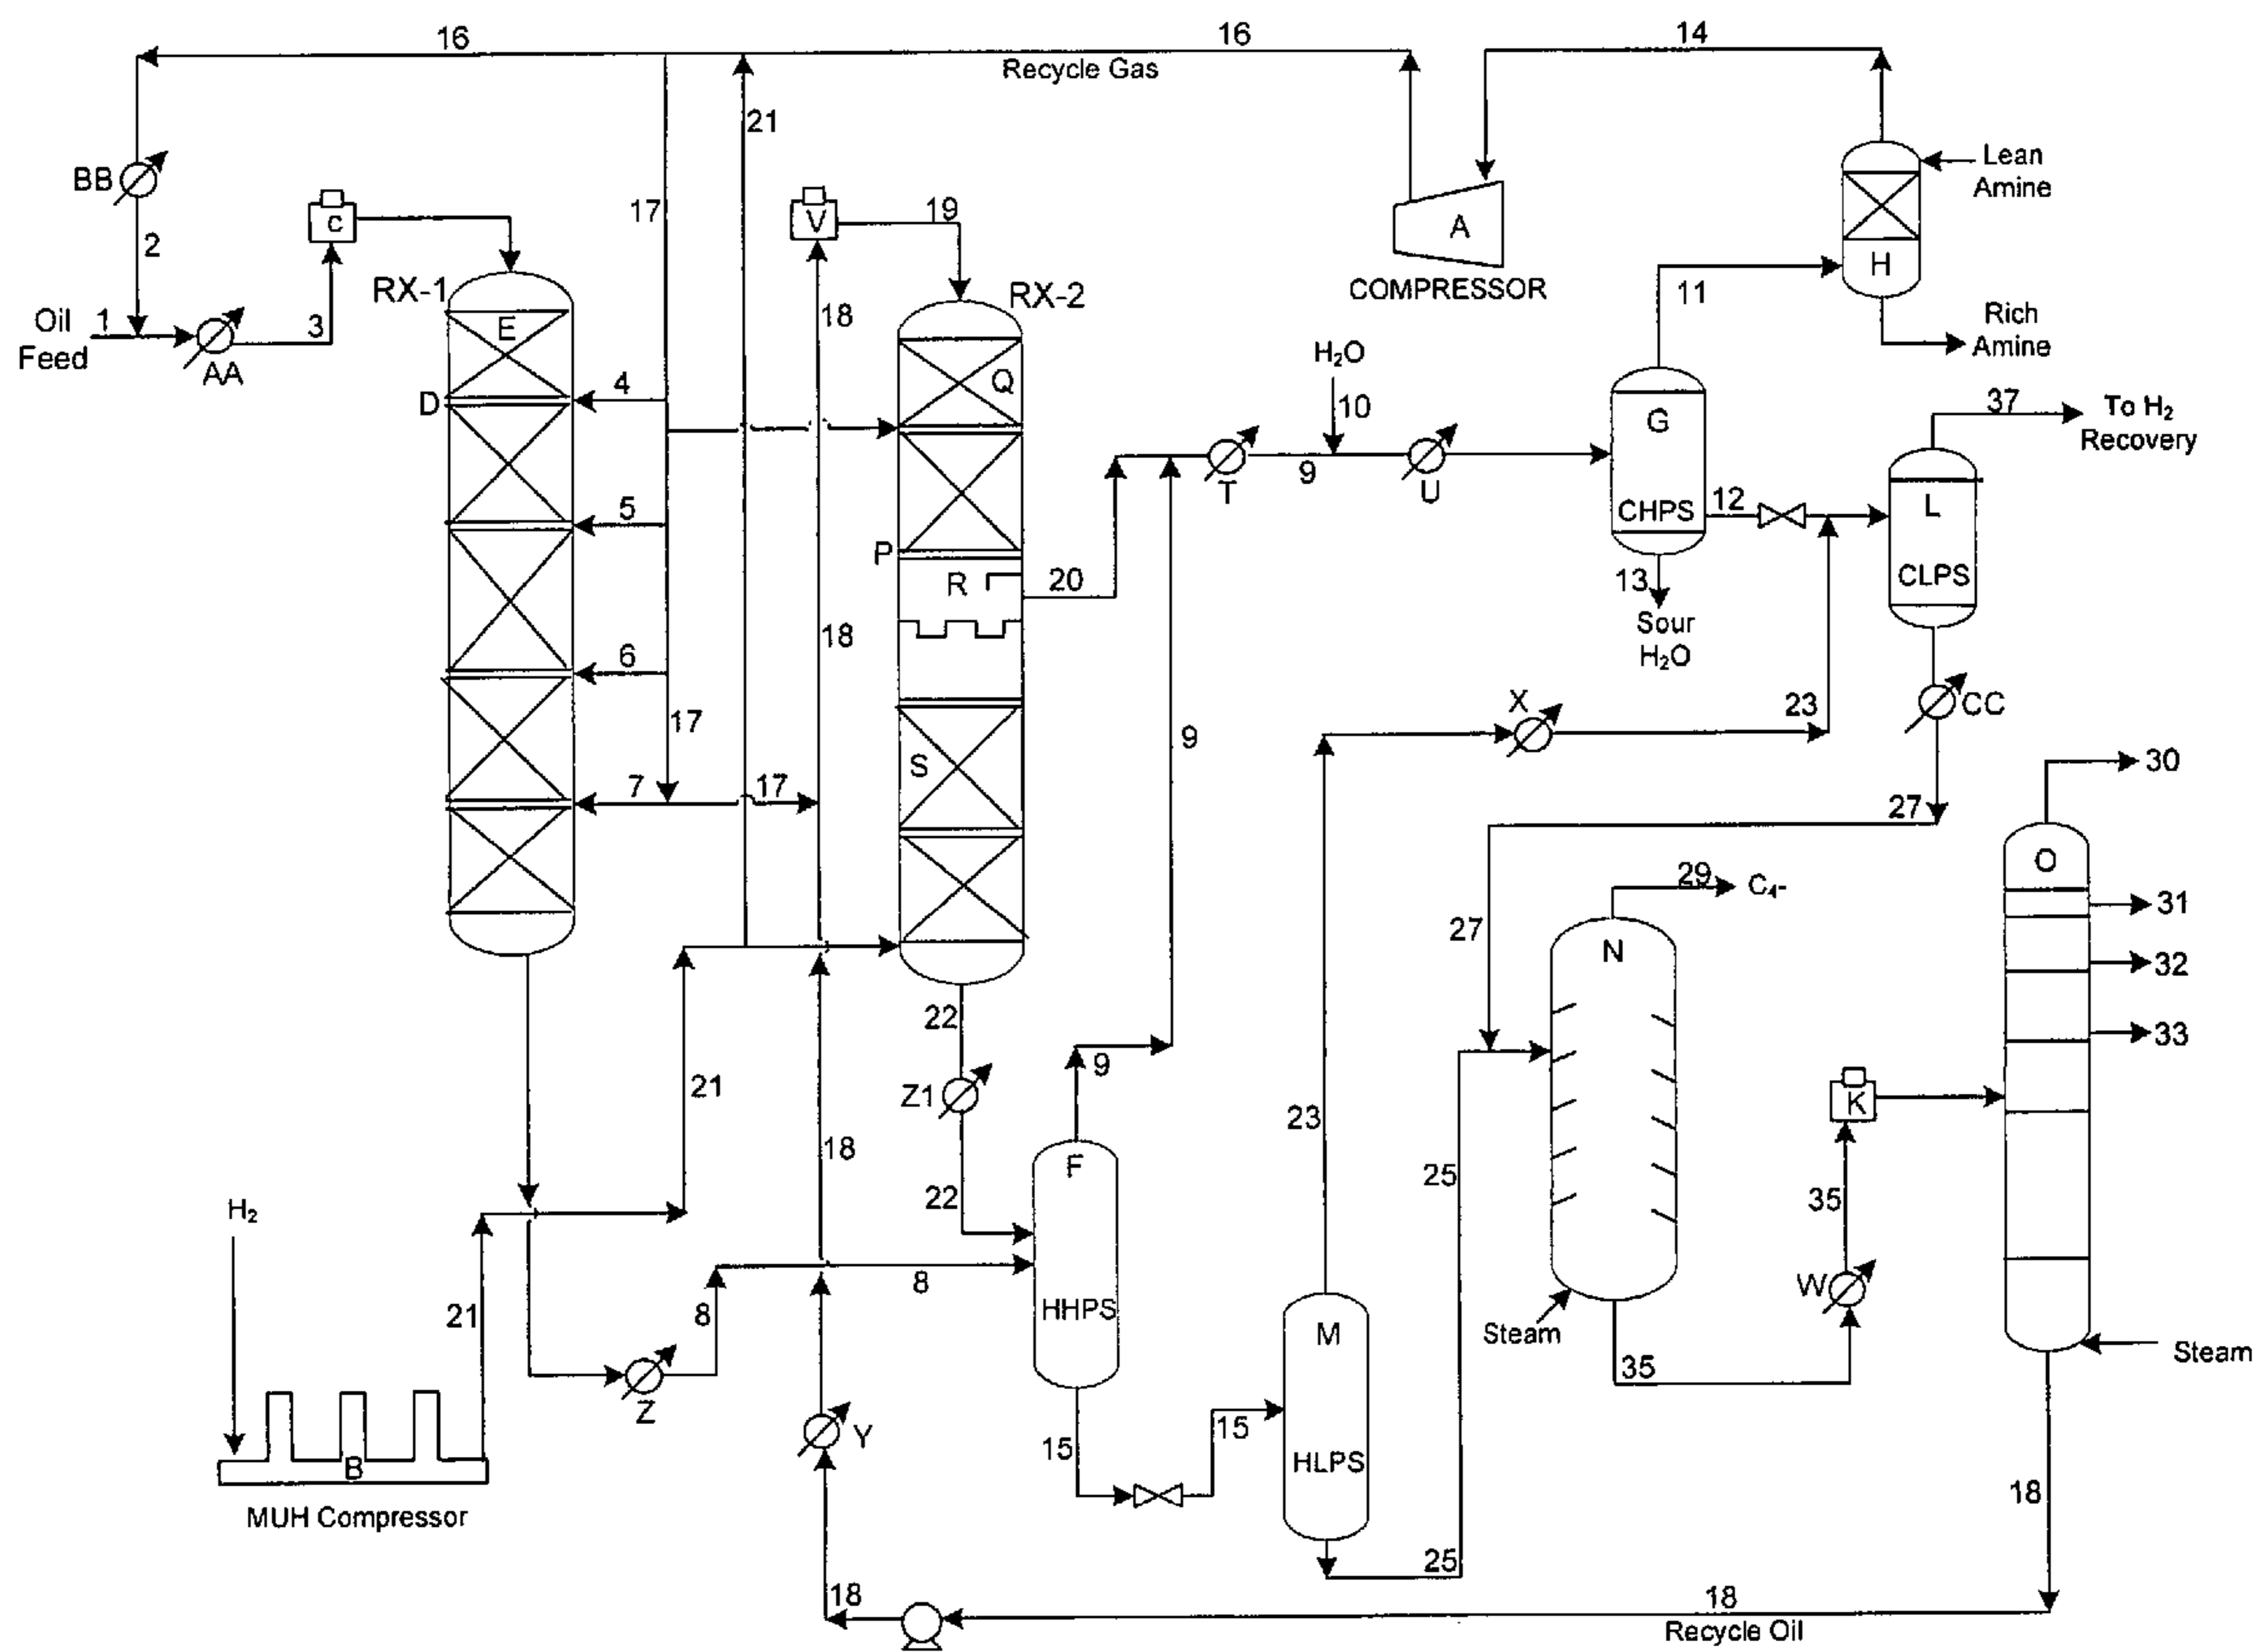 16
16
14
Recycle Gas
21
BB
17
c
V
19
Lean
Amine
A
H
2
18
COMPRESSOR
11
Oil
Feed
1
3
AA
RX-1
E
RX-2
Rich
Amine
H₂O
10
D
4
Q
T
9
U
G
CHPS
12
37
To H₂
Recovery
L
CLPS
5
P
R
20
13
Sour
H₂O
18
6
17
X
23
CC
9
S
7
17
27
30
O
29
C₄-
31
N
27
32
33
22
21
Z1
9
K
23
18
F
25
35
22
H₂
8
HHPS
W
Steam
M
21
8
35
Steam
Z
Y
15
15
HLPS
B
MUH Compressor
18
25
18
18
Recycle Oil